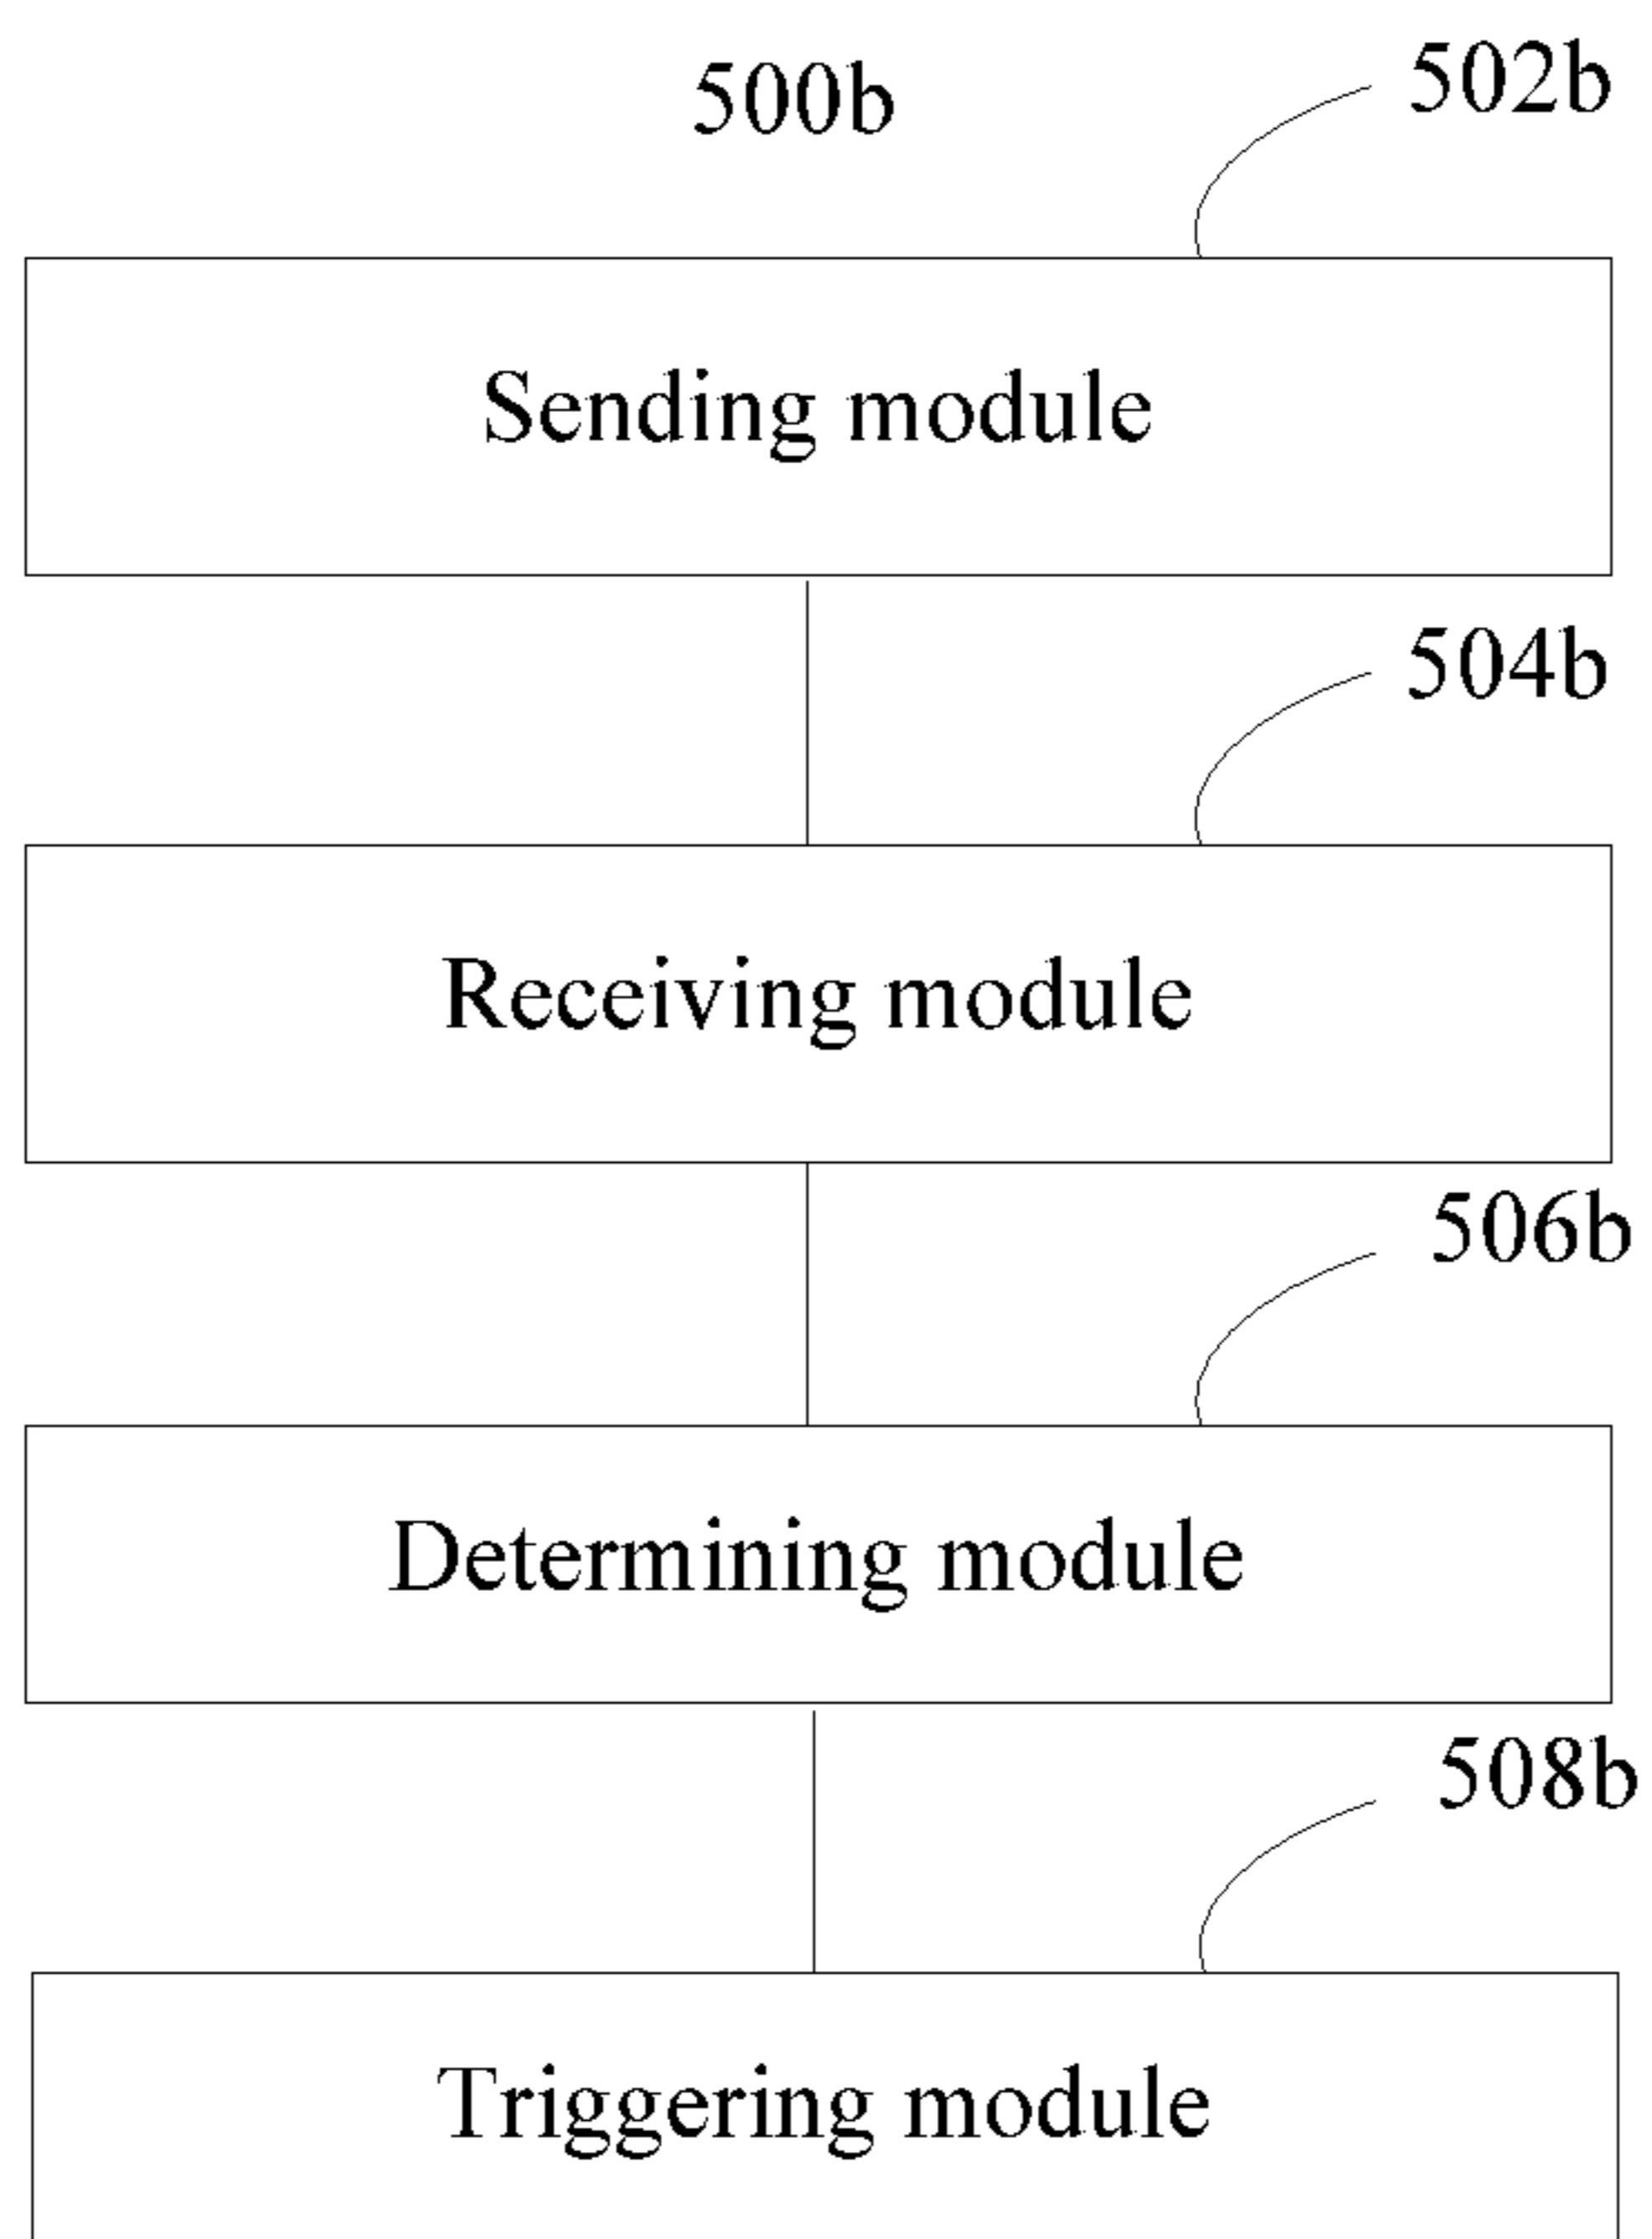 500b
502b
Sending module
504b
Receiving module
506b
Determining module
508b
Triggering module